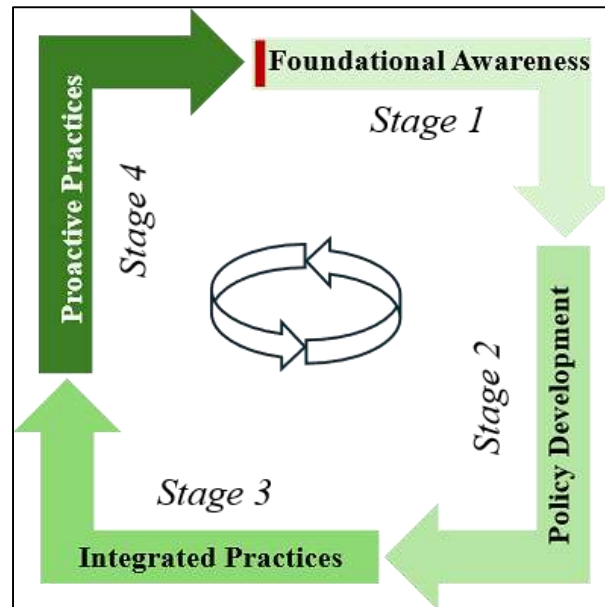 Foundational Awareness
Stage 1
Policy Development
Stage 2
Integrated Practices
Stage 3
Proactive Practices
Stage 4